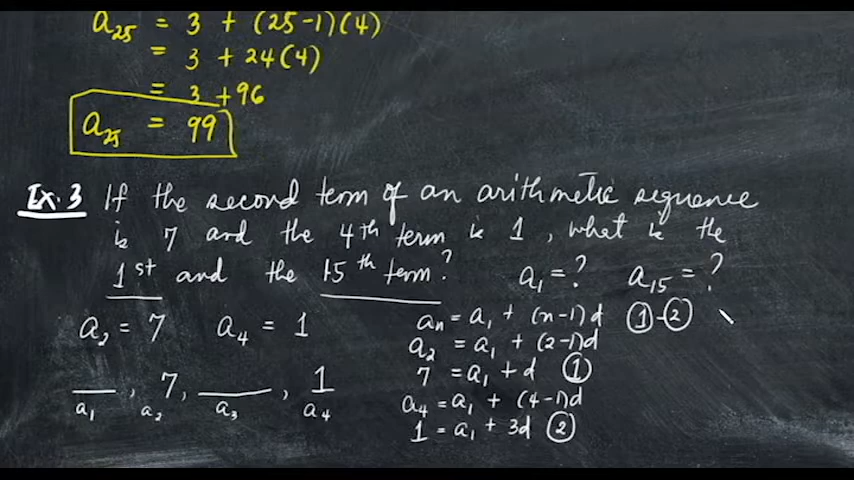 a25 = 3 + (25-1)(4)
= 3 + 24(4)
= 3 + 96
a25 = 99
Ex. 3 If the second term of an arithmetic sequence
is 7 and the 4th term is 1, what is the
1st and the 15th term? a1 = ? a15 = ?
a2 = 7 a4 = 1
__, 7, __, 1
a1 a2 a3 a4
an = a1 + (n-1)d ①-②
a2 = a1 + (2-1)d
7 = a1 + d ①
a4 = a1 + (4-1)d
1 = a1 + 3d ②